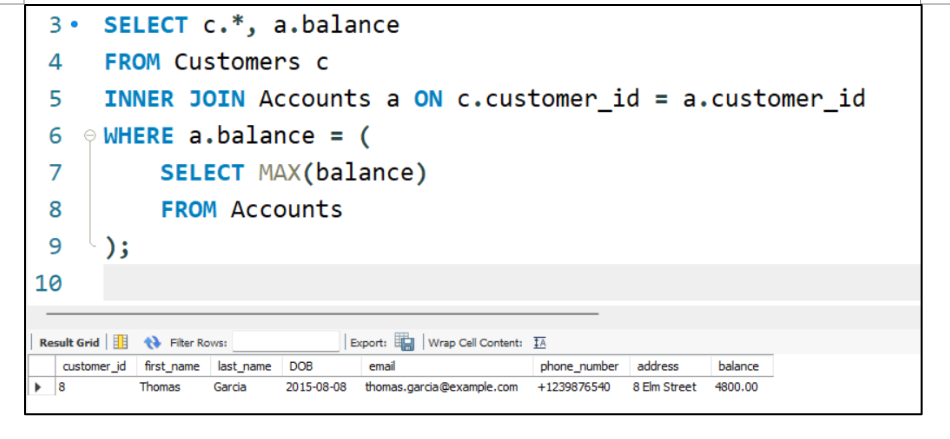 3 SELECT c.*, a.balance
4 FROM Customers c
5 INNER JOIN Accounts a ON c.customer_id = a.customer_id
6 WHERE a.balance = (
7 SELECT MAX(balance)
8 FROM Accounts
9 );
10
Result Grid Filter Rows: Export: Wrap Cell Content: IA
customer_id first_name last_name DOB email phone_number address balance
8 Thomas Garcia 2015-08-08 thomas.garcia@example.com +1239876540 8 Elm Street 4800.00